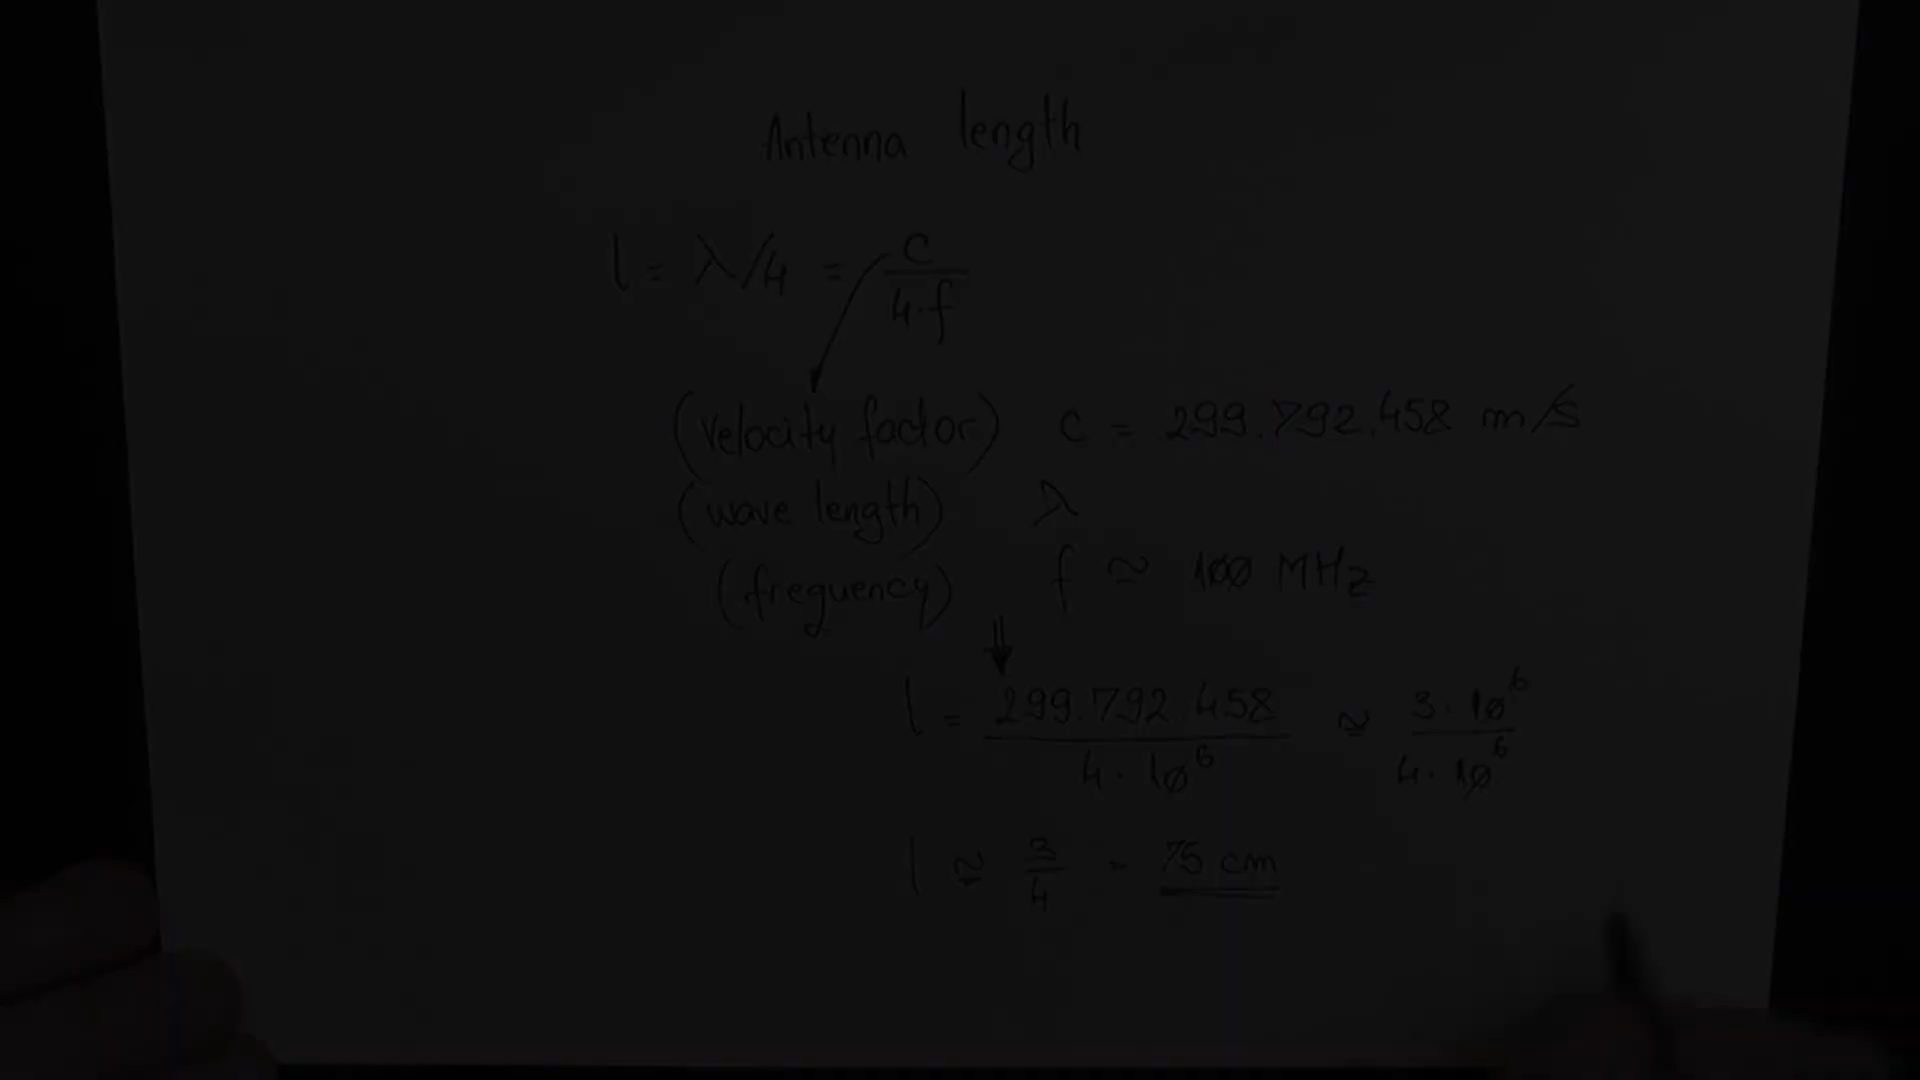 Antenna length
l = λ/4 = c/4·f
(velocity factor) c = 299.792.458 m/s
(wave length) λ
(frequency) f ≃ 100 MHz
⇓
l = 299.792.458/4·10⁶ ≃ 3·10⁶/4·10⁶
l ≃ 3/4 = 75 cm